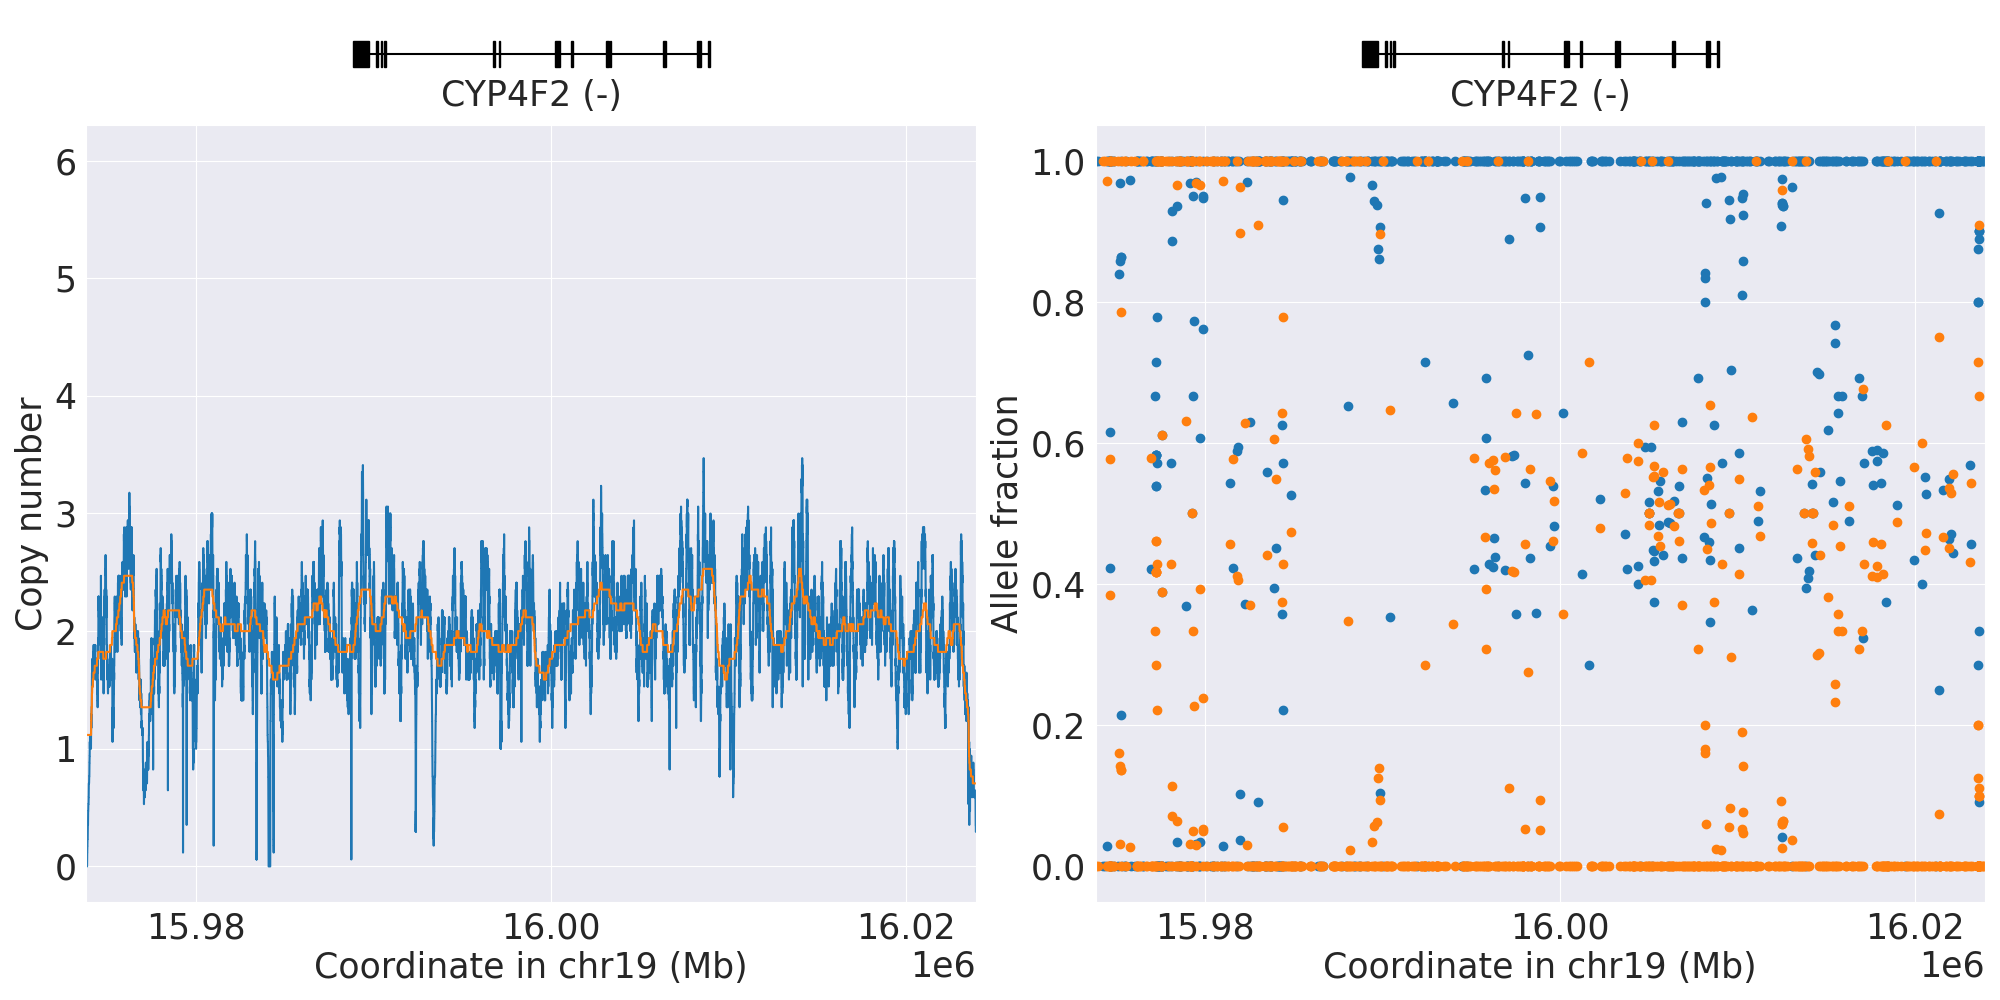 CYP4F2 (-)
6
5
4
3
2
1
0
Copy number
15.98
16.00
16.02
Coordinate in chr19 (Mb)
1e6
CYP4F2 (-)
1.0
0.8
0.6
0.4
0.2
0.0
Allele fraction
15.98
16.00
16.02
Coordinate in chr19 (Mb)
1e6